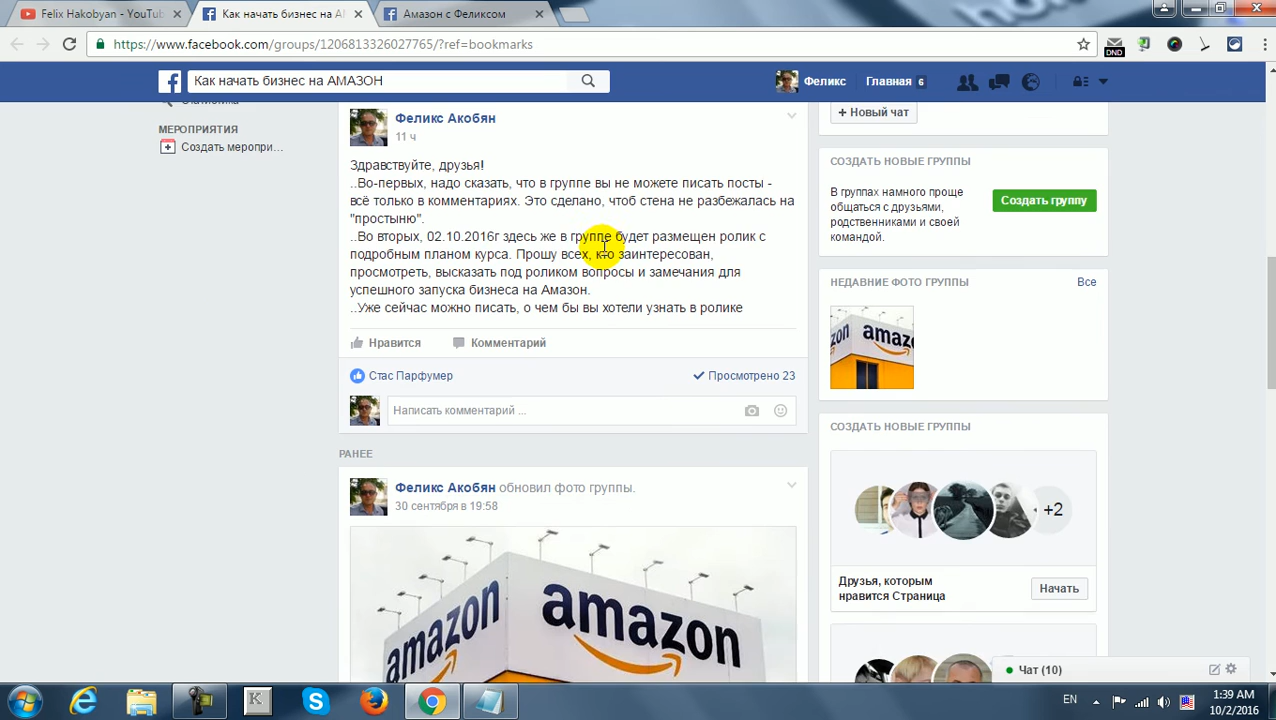 Felix Hakobyan - YouTub
Как начать бизнес на АМ
Амазон с Феликсом
https://www.facebook.com/groups/1206813326027765/?ref=bookmarks
DND
Как начать бизнес на АМАЗОН
Феликс
Главная 6
Статистика
МЕРОПРИЯТИЯ
Создать меропри…
Феликс Акобян
11 ч
Здравствуйте, друзья!
..Во-первых, надо сказать, что в группе вы не можете писать посты -
всё только в комментариях. Это сделано, чтоб стена не разбежалась на
"простыню".
..Во вторых, 02.10.2016г здесь же в группе будет размещен ролик с
подробным планом курса. Прошу всех, кто заинтересован,
просмотреть, высказать под роликом вопросы и замечания для
успешного запуска бизнеса на Амазон.
..Уже сейчас можно писать, о чем бы вы хотели узнать в ролике
Нравится
Комментарий
Стас Парфумер
Просмотрено 23
Написать комментарий ...
РАНЕЕ
Феликс Акобян обновил фото группы.
30 сентября в 19:58
amazon
amazon
+ Новый чат
СОЗДАТЬ НОВЫЕ ГРУППЫ
В группах намного проще
общаться с друзьями,
родственниками и своей
командой.
Создать группу
НЕДАВНИЕ ФОТО ГРУППЫ
Все
amazon
СОЗДАТЬ НОВЫЕ ГРУППЫ
+2
Друзья, которым
нравится Страница
Начать
Чат (10)
EN
1:39 AM
10/2/2016